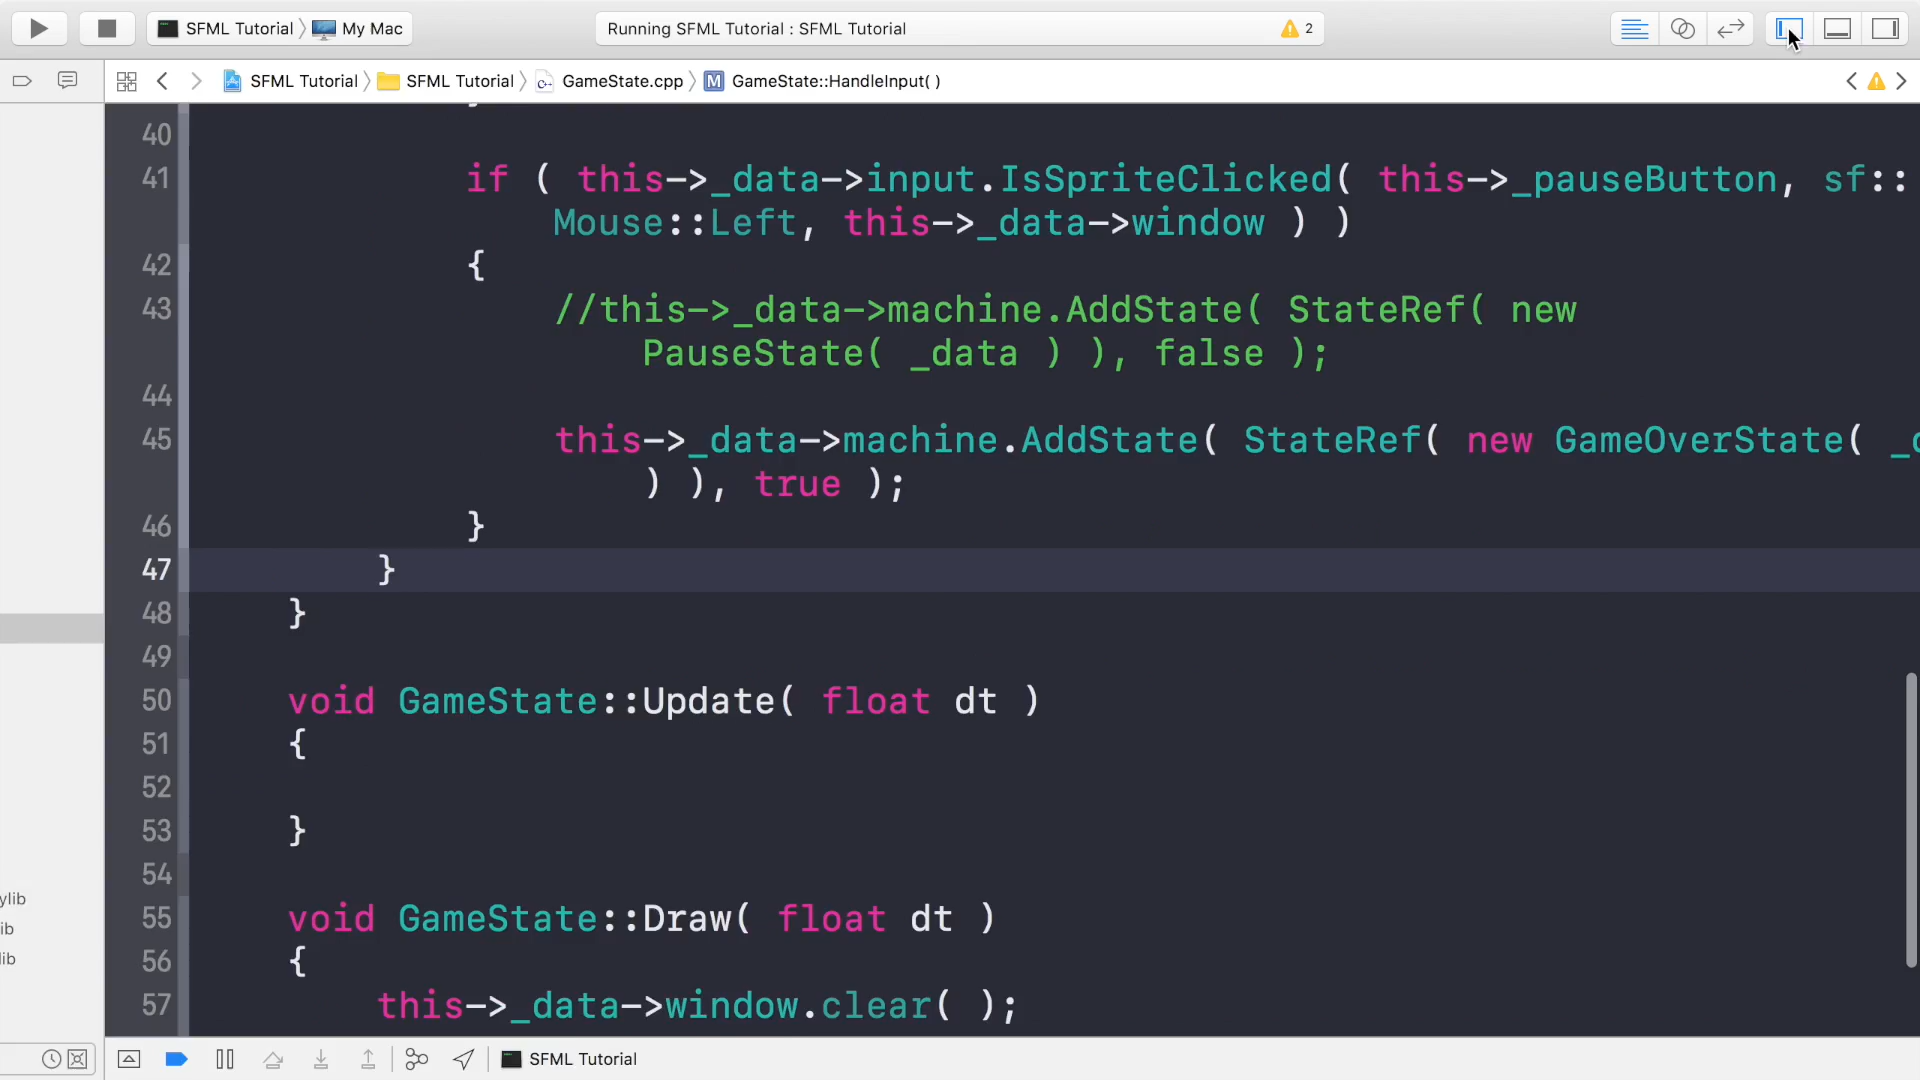 SFML Tutorial My Mac Running SFML Tutorial : SFML Tutorial 2
SFML Tutorial SFML Tutorial GameState.cpp M GameState::HandleInput( )
40
41 if ( this->_data->input.IsSpriteClicked( this->_pauseButton, sf::
Mouse::Left, this->_data->window ) )
42 {
43 //this->_data->machine.AddState( StateRef( new
PauseState( _data ) ), false );
44
45 this->_data->machine.AddState( StateRef( new GameOverState(
) ), true );
46 }
47 }
48 }
49
50 void GameState::Update( float dt )
51 {
52
53 }
54
55 void GameState::Draw( float dt )
56 {
57 this->_data->window.clear( );
ylib
ib
lib
SFML Tutorial